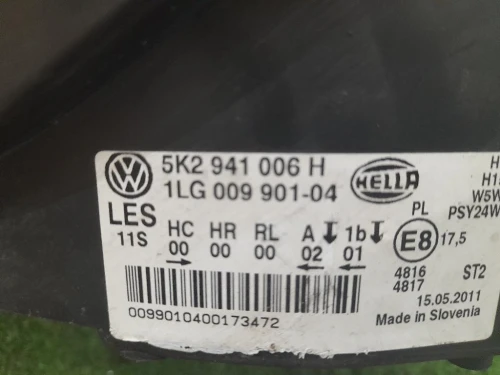 5K2 941 006 H
1LG 009 901-04
HELLA
LES
11S
HC HR RL A 1b
00 00 00 02 01
PL
E8 17,5
W5W
PSY24W
4816
4817
ST2
15.05.2011
Made in Slovenia
0099010400173472